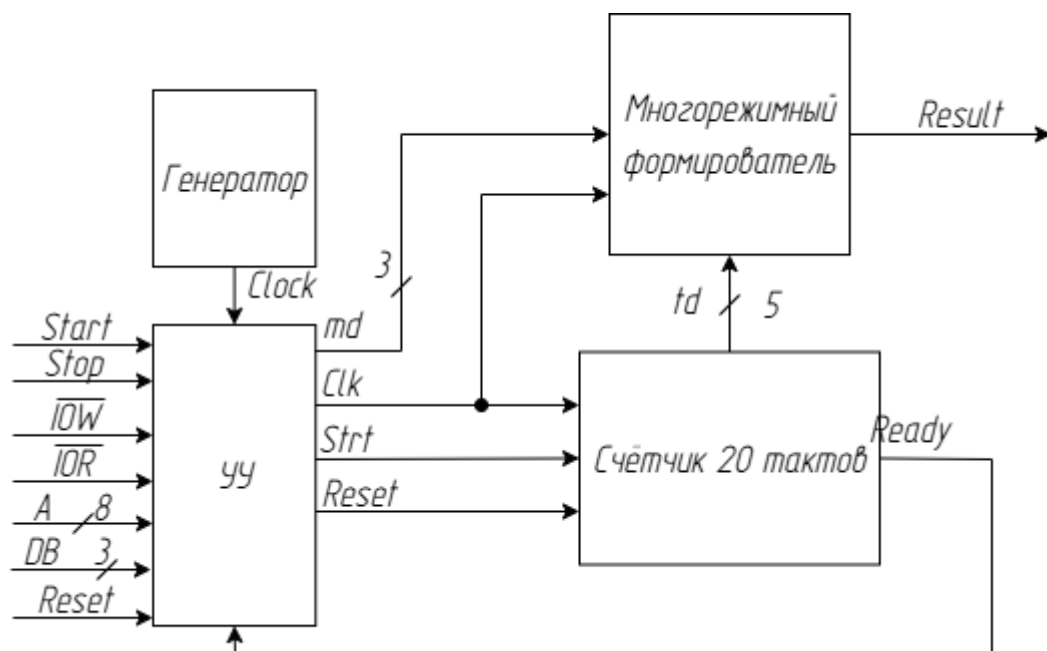 Многорежимный
формирователь
Result
Генератор
Clock
3
td
5
Start
md
Stop
Clk
IOW
Strt
Ready
IOR
УУ
Счётчик 20 тактов
Reset
A
8
DB
3
Reset